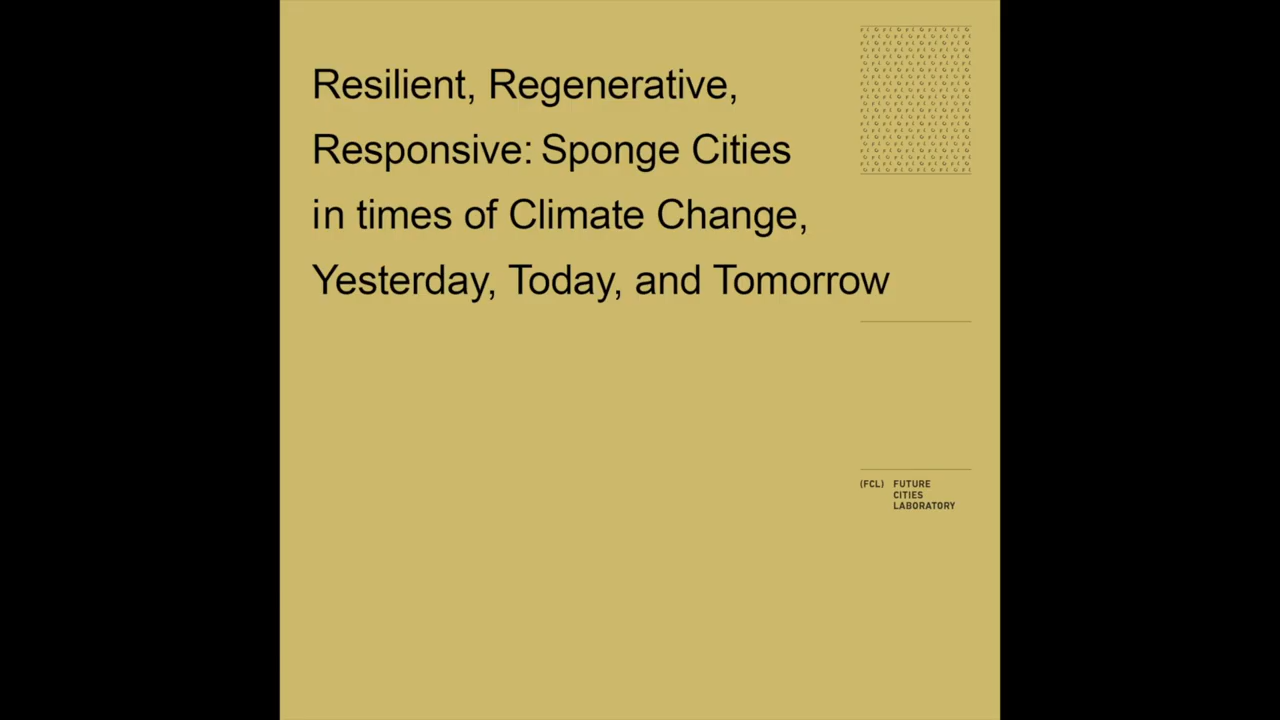 Resilient, Regenerative,
Responsive: Sponge Cities
in times of Climate Change,
Yesterday, Today, and Tomorrow
(FCL) FUTURE
CITIES
LABORATORY